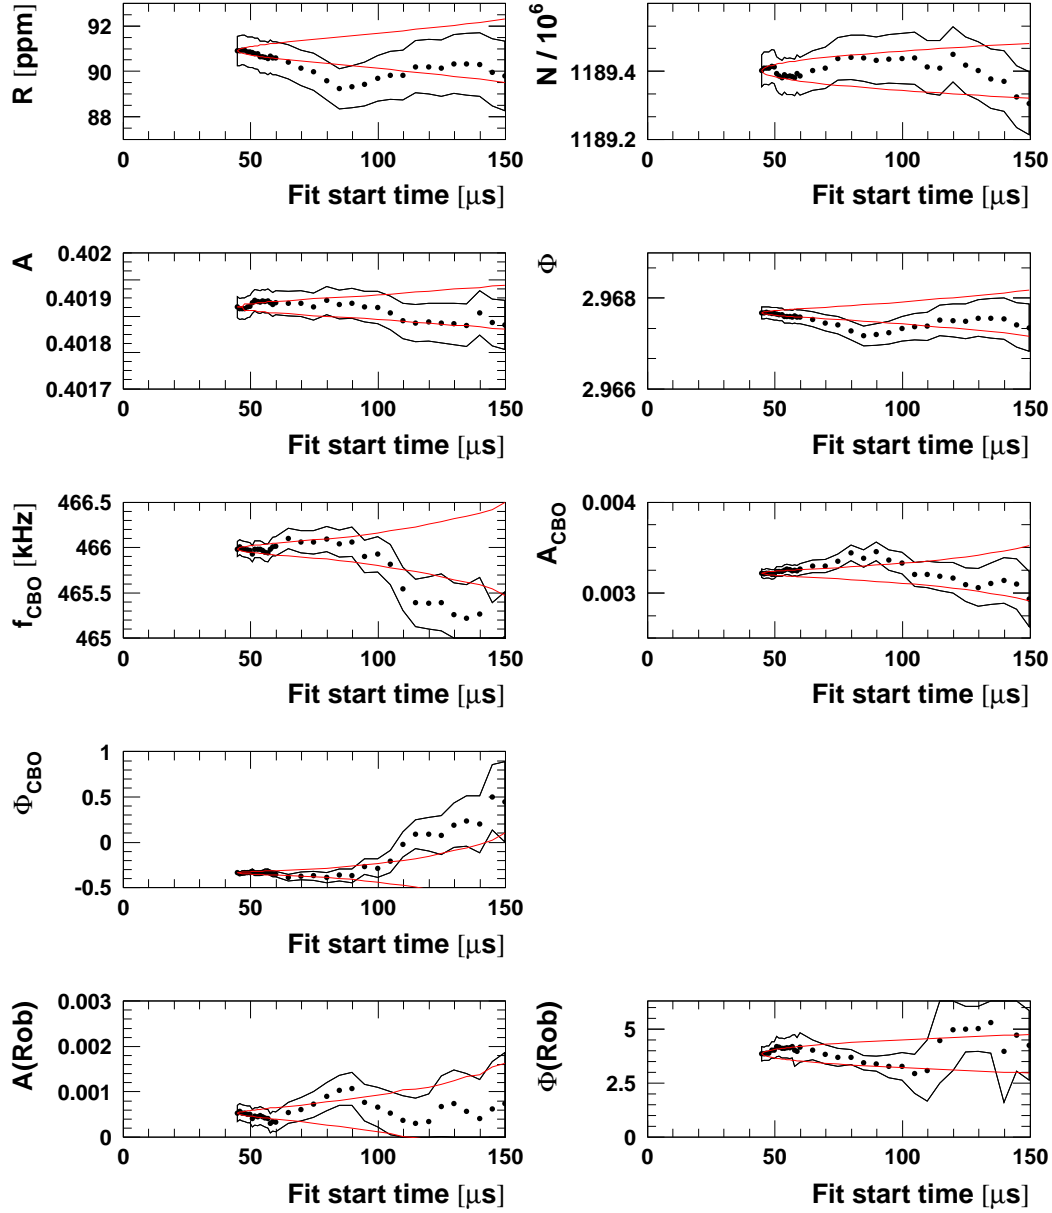 R [ppm]
92
90
88
0 50 100 150
Fit start time [μs]
N / 10^6
1189.4
1189.2
0 50 100 150
Fit start time [μs]
A
0.402
0.4019
0.4018
0.4017
0 50 100 150
Fit start time [μs]
Φ
2.968
2.966
0 50 100 150
Fit start time [μs]
f_CBO [kHz]
466.5
466
465.5
465
0 50 100 150
Fit start time [μs]
A_CBO
0.004
0.003
0 50 100 150
Fit start time [μs]
Φ_CBO
1
0.5
0
-0.5
0 50 100 150
Fit start time [μs]
A(Rob)
0.003
0.002
0.001
0
0 50 100 150
Fit start time [μs]
Φ(Rob)
5
2.5
0
0 50 100 150
Fit start time [μs]